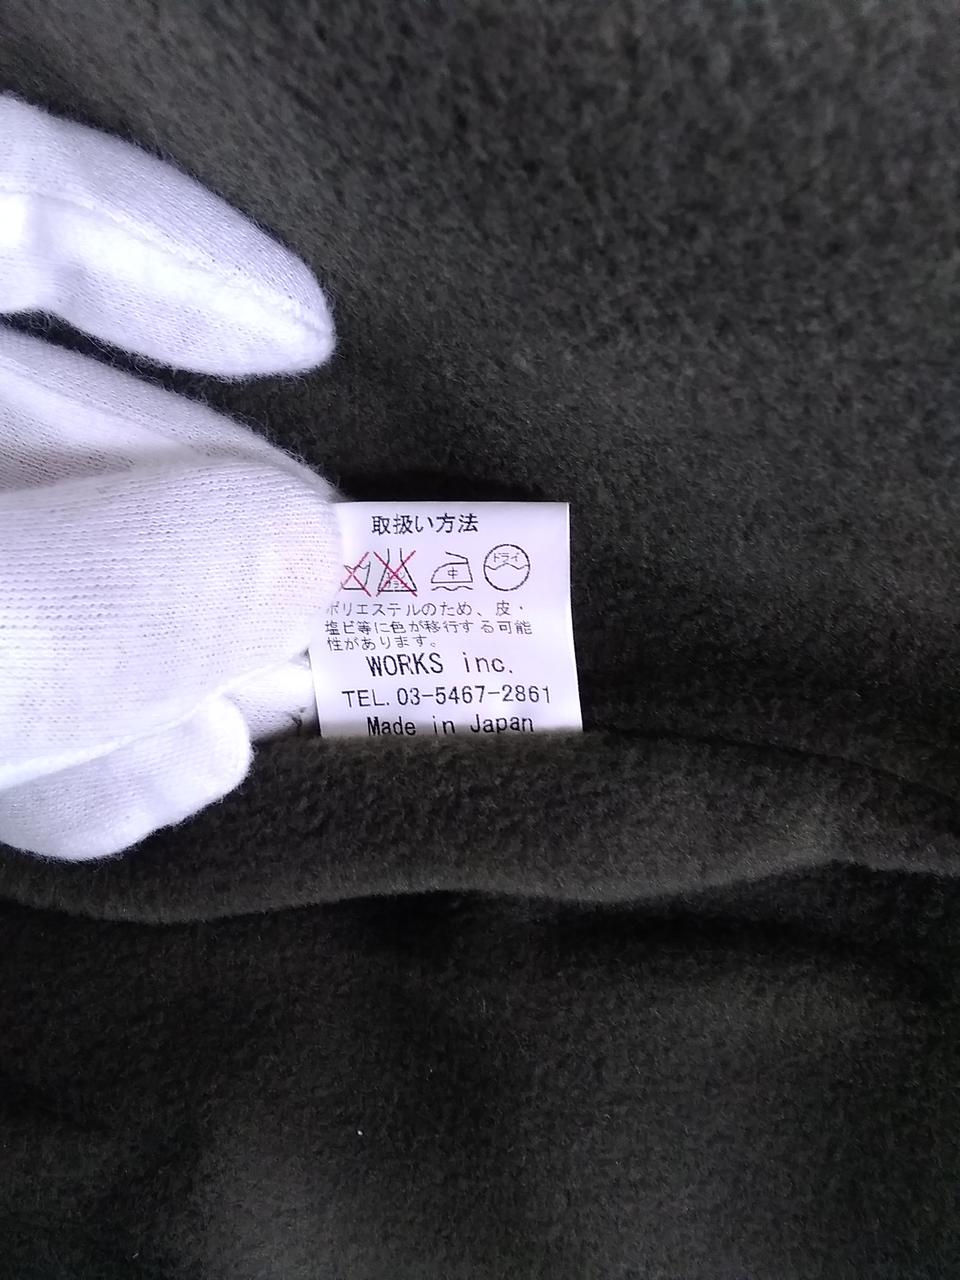 取扱い方法
中 ドライ
ポリエステルのため、皮・
塩ビ等に色が移行する可能
性があります。
WORKS inc.
TEL. 03-5467-2861
Made in Japan